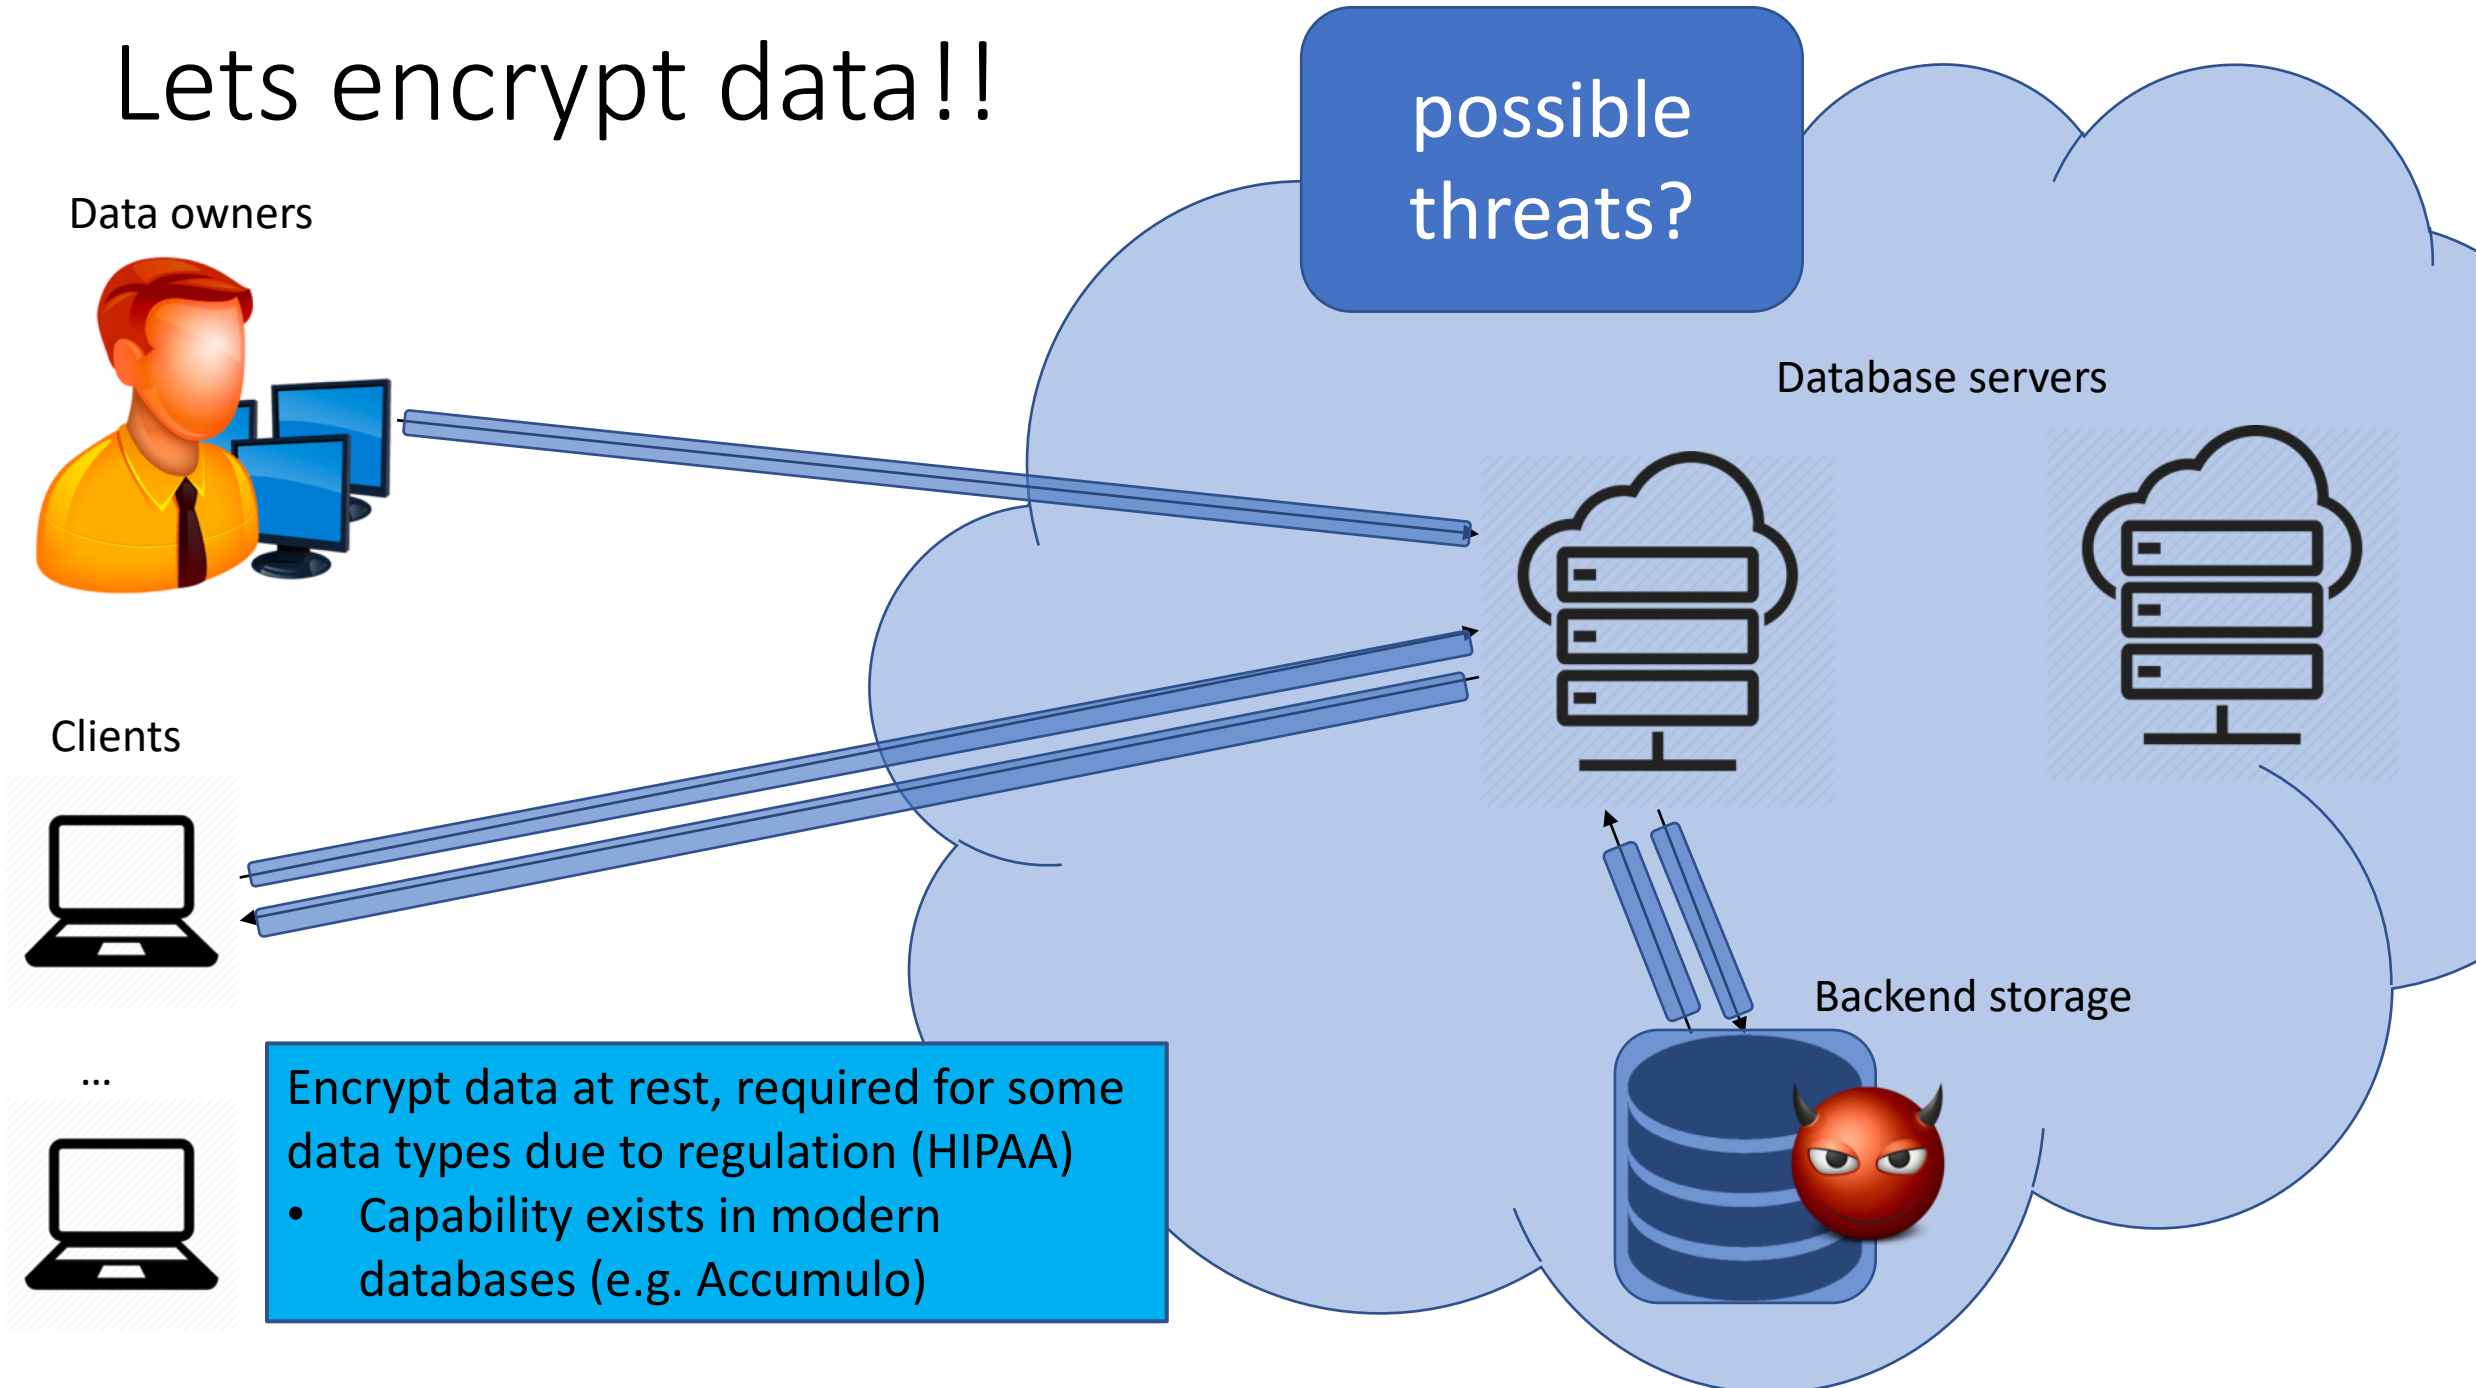 Lets encrypt data!!
possible
threats?
Data owners
Database servers
Clients
Backend storage
...
Encrypt data at rest, required for some
data types due to regulation (HIPAA)
• Capability exists in modern
databases (e.g. Accumulo)